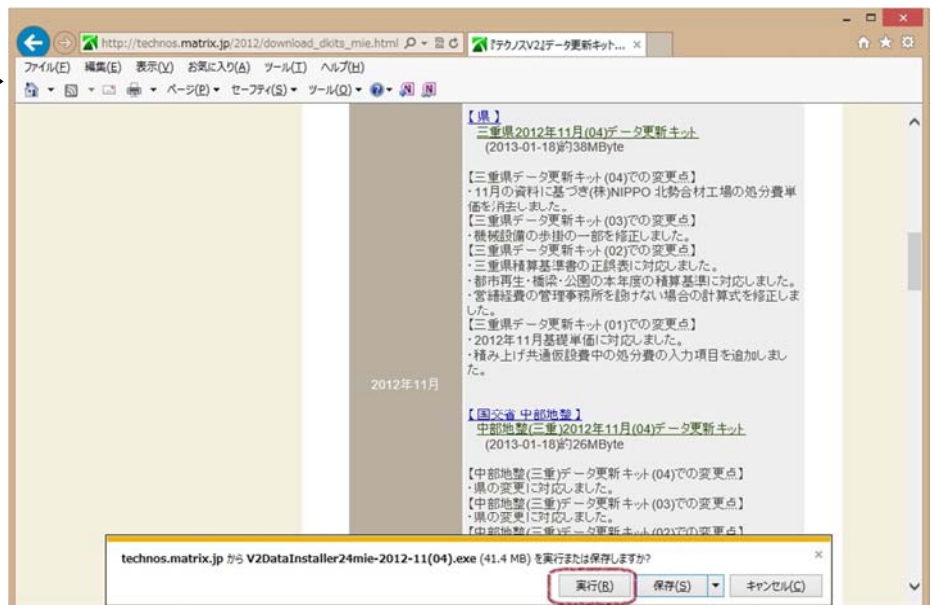 http://technos.matrix.jp/2012/download_dkits_mie.html
『テクノスV2』データ更新キット...
ファイル(F) 編集(E) 表示(V) お気に入り(A) ツール(T) ヘルプ(H)
ページ(P) セーフティ(S) ツール(O)
【 県 】
三重県2012年11月(04)データ更新キット
(2013-01-18)約38MByte
【三重県データ更新キット(04)での変更点】
・11月の資料に基づき(株)NIPPO 北勢合材工場の処分費単
価を消去しました。
【三重県データ更新キット(03)での変更点】
・機械設備の歩掛の一部を修正しました。
【三重県データ更新キット(02)での変更点】
・三重県積算基準書の正誤表に対応しました。
・都市再生・橋梁・公園の本年度の積算基準に対応しました。
・営繕経費の管理事務所を設けない場合の計算式を修正しま
した。
【三重県データ更新キット(01)での変更点】
・2012年11月基礎単価に対応しました。
・積み上げ共通仮設費中の処分費の入力項目を追加しまし
た。
2012年11月
【 国交省 中部地整 】
中部地整(三重)2012年11月(04)データ更新キット
(2013-01-18)約26MByte
【中部地整(三重)データ更新キット(04)での変更点】
・県の変更に対応しました。
【中部地整(三重)データ更新キット(03)での変更点】
・県の変更に対応しました。
【中部地整(三重)データ更新キット(02)での変更点】
technos.matrix.jp から V2DataInstaller24mie-2012-11(04).exe (41.4 MB) を実行または保存しますか?
実行(R) 保存(S) キャンセル(C)